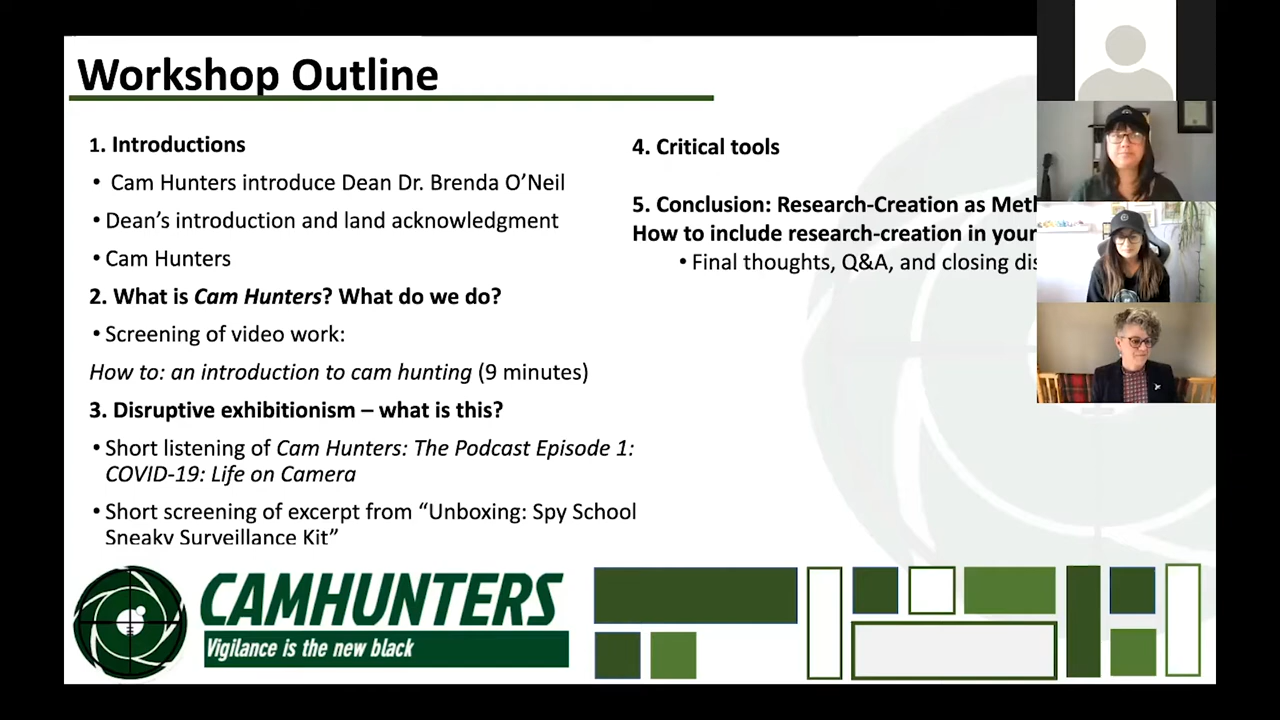 Workshop Outline
1. Introductions
• Cam Hunters introduce Dean Dr. Brenda O’Neil
• Dean’s introduction and land acknowledgment
• Cam Hunters
2. What is Cam Hunters? What do we do?
• Screening of video work:
How to: an introduction to cam hunting (9 minutes)
3. Disruptive exhibitionism – what is this?
• Short listening of Cam Hunters: The Podcast Episode 1:
COVID-19: Life on Camera
• Short screening of excerpt from “Unboxing: Spy School
Sneaky Surveillance Kit”
4. Critical tools
5. Conclusion: Research-Creation as
How to include research-creation in your
• Final thoughts, Q&A, and closing
CAMHUNTERS
Vigilance is the new black